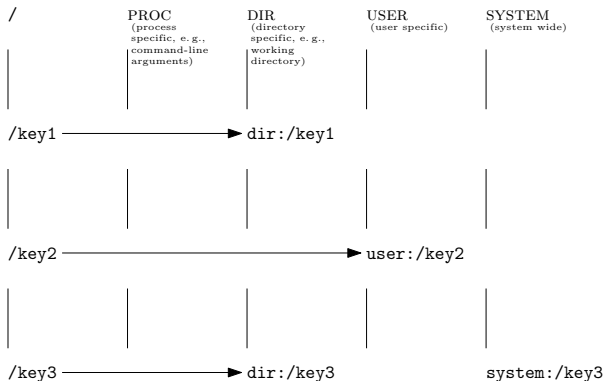 / PROC DIR USER SYSTEM
(process (directory (user specific) (system wide)
specific, e. g., specific, e. g.,
command-line working
arguments) directory)
/key1 dir:/key1
/key2 user:/key2
/key3 dir:/key3 system:/key3